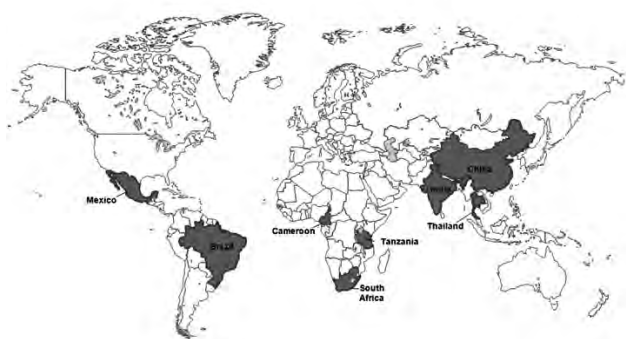 China
India
Mexico
Thailand
Cameroon
Tanzania
Brazil
South
Africa